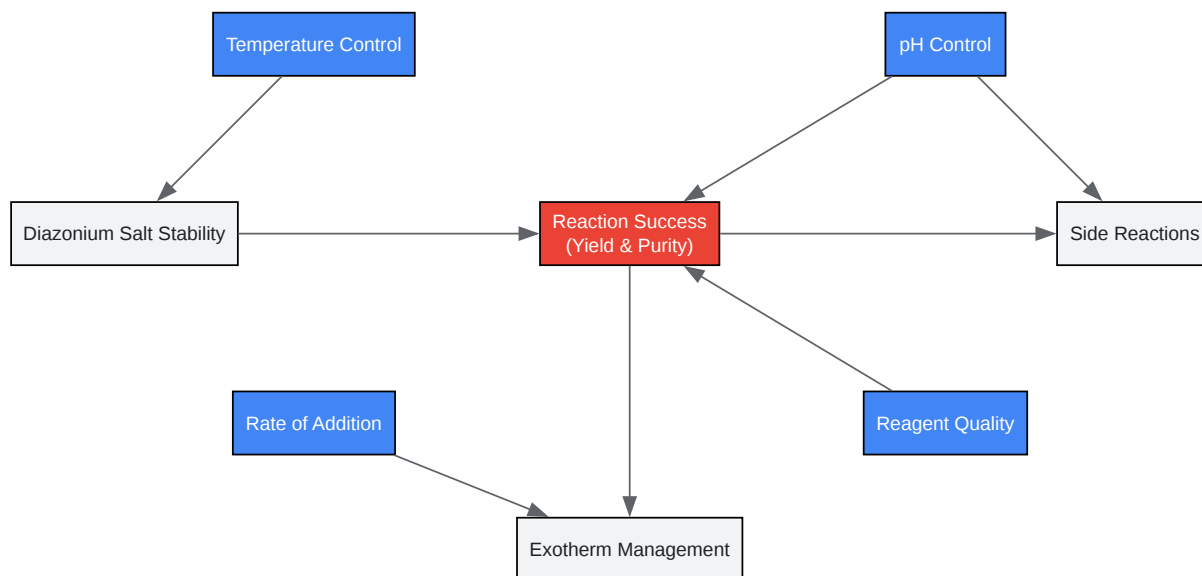 Temperature Control
pH Control
Diazonium Salt Stability
Reaction Success
(Yield & Purity)
Side Reactions
Rate of Addition
Reagent Quality
Exotherm Management